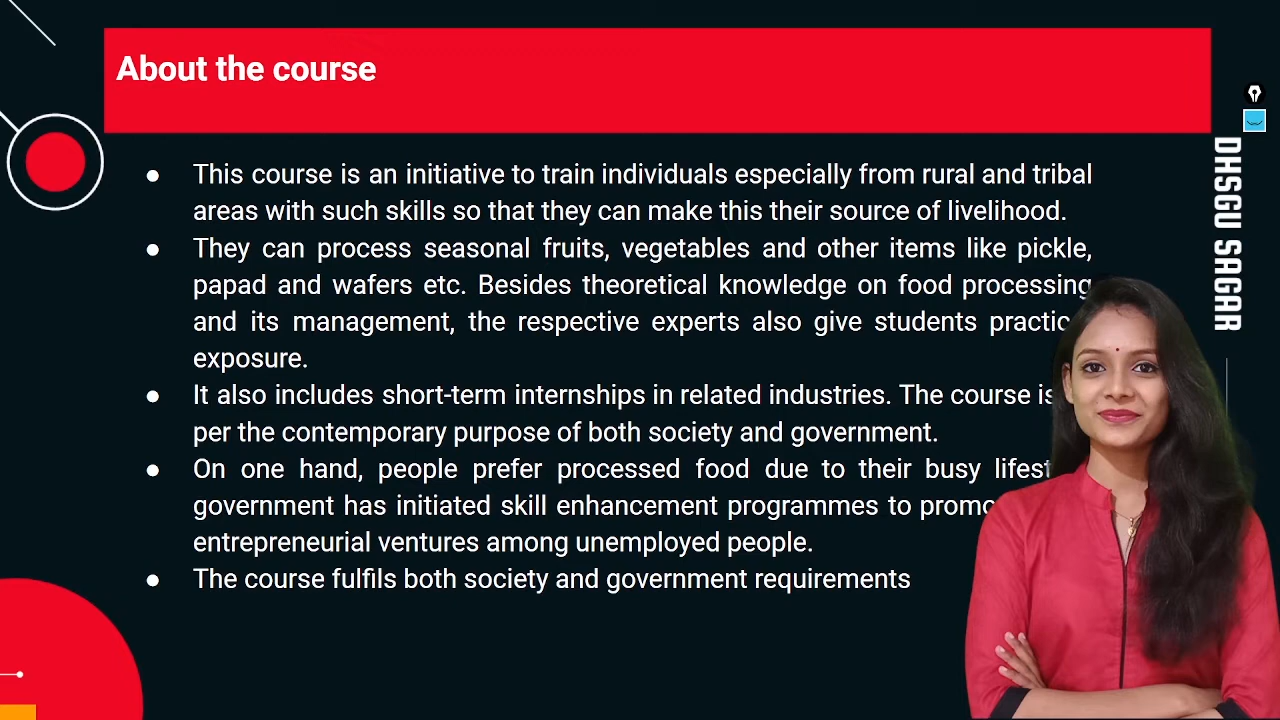 About the course
● This course is an initiative to train individuals especially from rural and tribal
areas with such skills so that they can make this their source of livelihood.
● They can process seasonal fruits, vegetables and other items like pickle,
papad and wafers etc. Besides theoretical knowledge on food processing
and its management, the respective experts also give students
exposure.
● It also includes short-term internships in related industries. The course is
per the contemporary purpose of both society and government.
● On one hand, people prefer processed food due to their busy
government has initiated skill enhancement programmes to
entrepreneurial ventures among unemployed people.
● The course fulfils both society and government requirements
DHSGU SAGAR